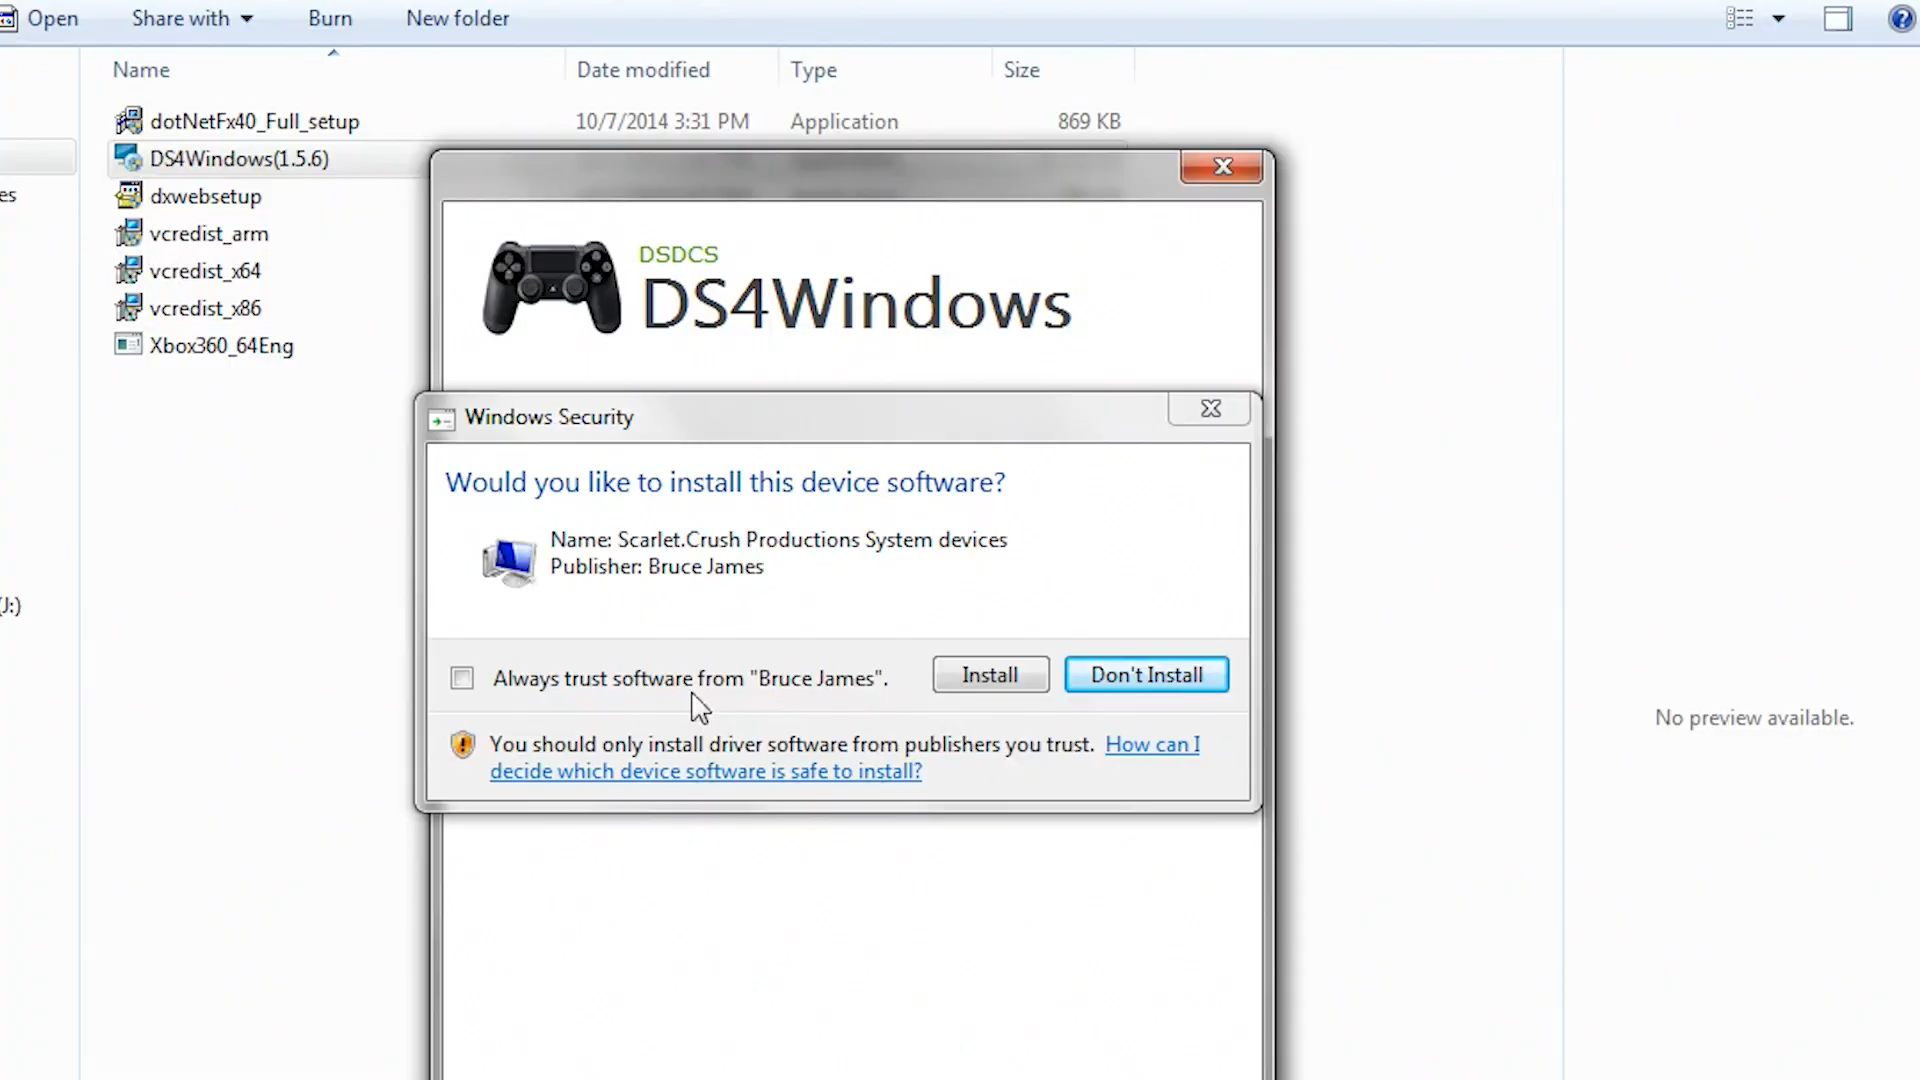 Open
Share with
Burn
New folder
Name
Date modified
Type
Size
dotNetFx40_Full_setup
10/7/2014 3:31 PM
Application
869 KB
DS4Windows(1.5.6)
dxwebsetup
vcredist_arm
vcredist_x64
vcredist_x86
Xbox360_64Eng
es
(J:)
DSDCS
DS4Windows
Windows Security
Would you like to install this device software?
Name: Scarlet.Crush Productions System devices
Publisher: Bruce James
Always trust software from "Bruce James".
Install
Don't Install
You should only install driver software from publishers you trust. How can I
decide which device software is safe to install?
No preview available.